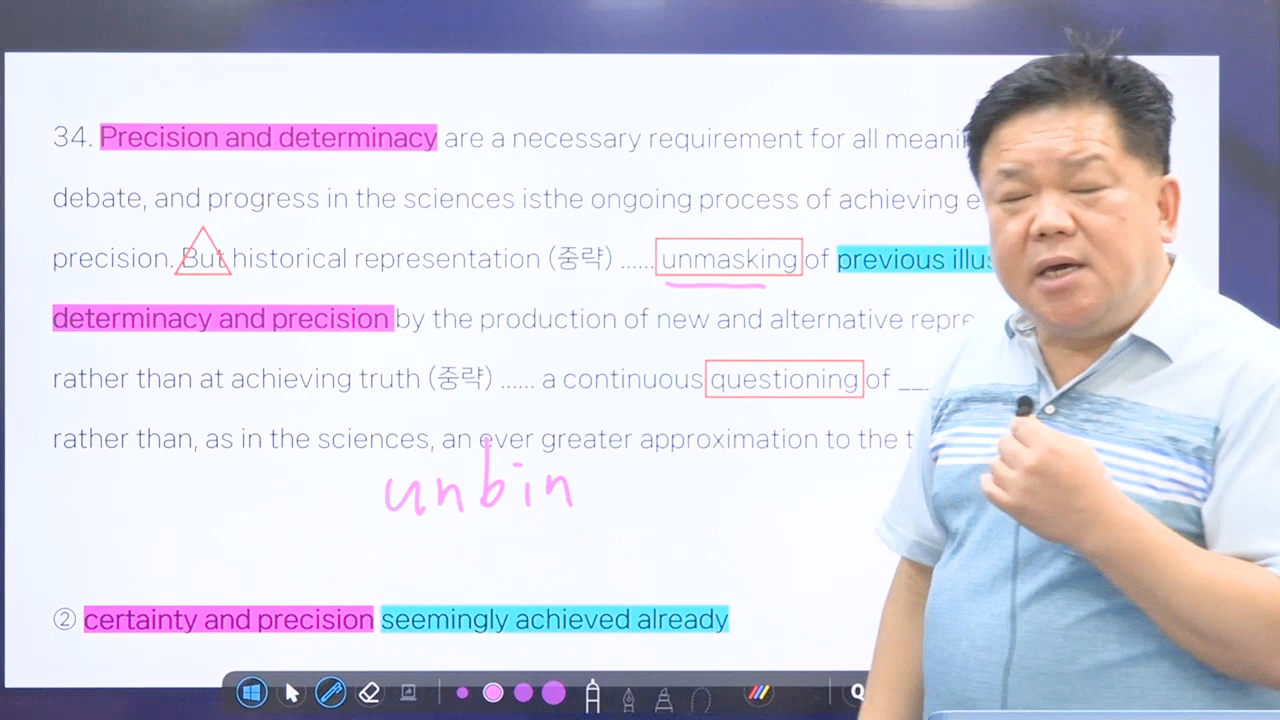 34. Precision and determinacy are a necessary requirement for all
debate, and progress in the sciences isthe ongoing process of achieving
precision. But historical representation (중략) ...... unmasking of previous
determinacy and precision by the production of new and alternative
rather than at achieving truth (중략) ...... a continuous questioning of __
rather than, as in the sciences, an ever greater approximation to the
unbin
② certainty and precision seemingly achieved already